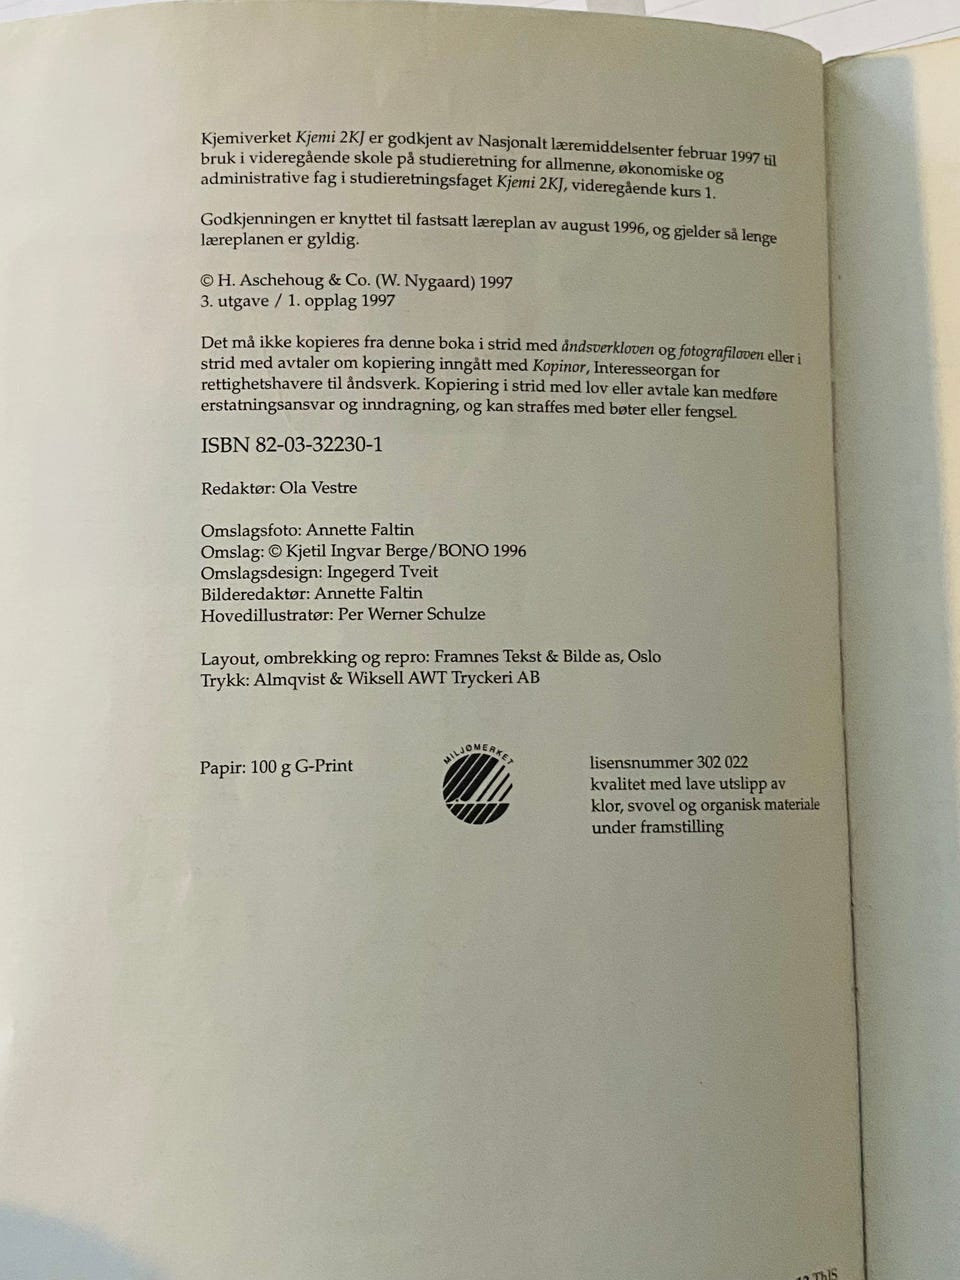 Kjemiverket Kjemi 2KJ er godkjent av Nasjonalt læremiddelsenter februar 1997 til
bruk i videregående skole på studieretning for allmenne, økonomiske og
administrative fag i studieretningsfaget Kjemi 2KJ, videregående kurs 1.
Godkjenningen er knyttet til fastsatt læreplan av august 1996, og gjelder så lenge
læreplanen er gyldig.
© H. Aschehoug & Co. (W. Nygaard) 1997
3. utgave / 1. opplag 1997
Det må ikke kopieres fra denne boka i strid med åndsverkloven og fotografiloven eller i
strid med avtaler om kopiering inngått med Kopinor, Interesseorgan for
rettighetshavere til åndsverk. Kopiering i strid med lov eller avtale kan medføre
erstatningsansvar og inndragning, og kan straffes med bøter eller fengsel.
ISBN 82-03-32230-1
Redaktør: Ola Vestre
Omslagsfoto: Annette Faltin
Omslag: © Kjetil Ingvar Berge/BONO 1996
Omslagsdesign: Ingegerd Tveit
Bilderedaktør: Annette Faltin
Hovedillustratør: Per Werner Schulze
Layout, ombrekking og repro: Framnes Tekst & Bilde as, Oslo
Trykk: Almqvist & Wiksell AWT Tryckeri AB
Papir: 100 g G-Print
MILJØMERKET
lisensnummer 302 022
kvalitet med lave utslipp av
klor, svovel og organisk materiale
under framstilling